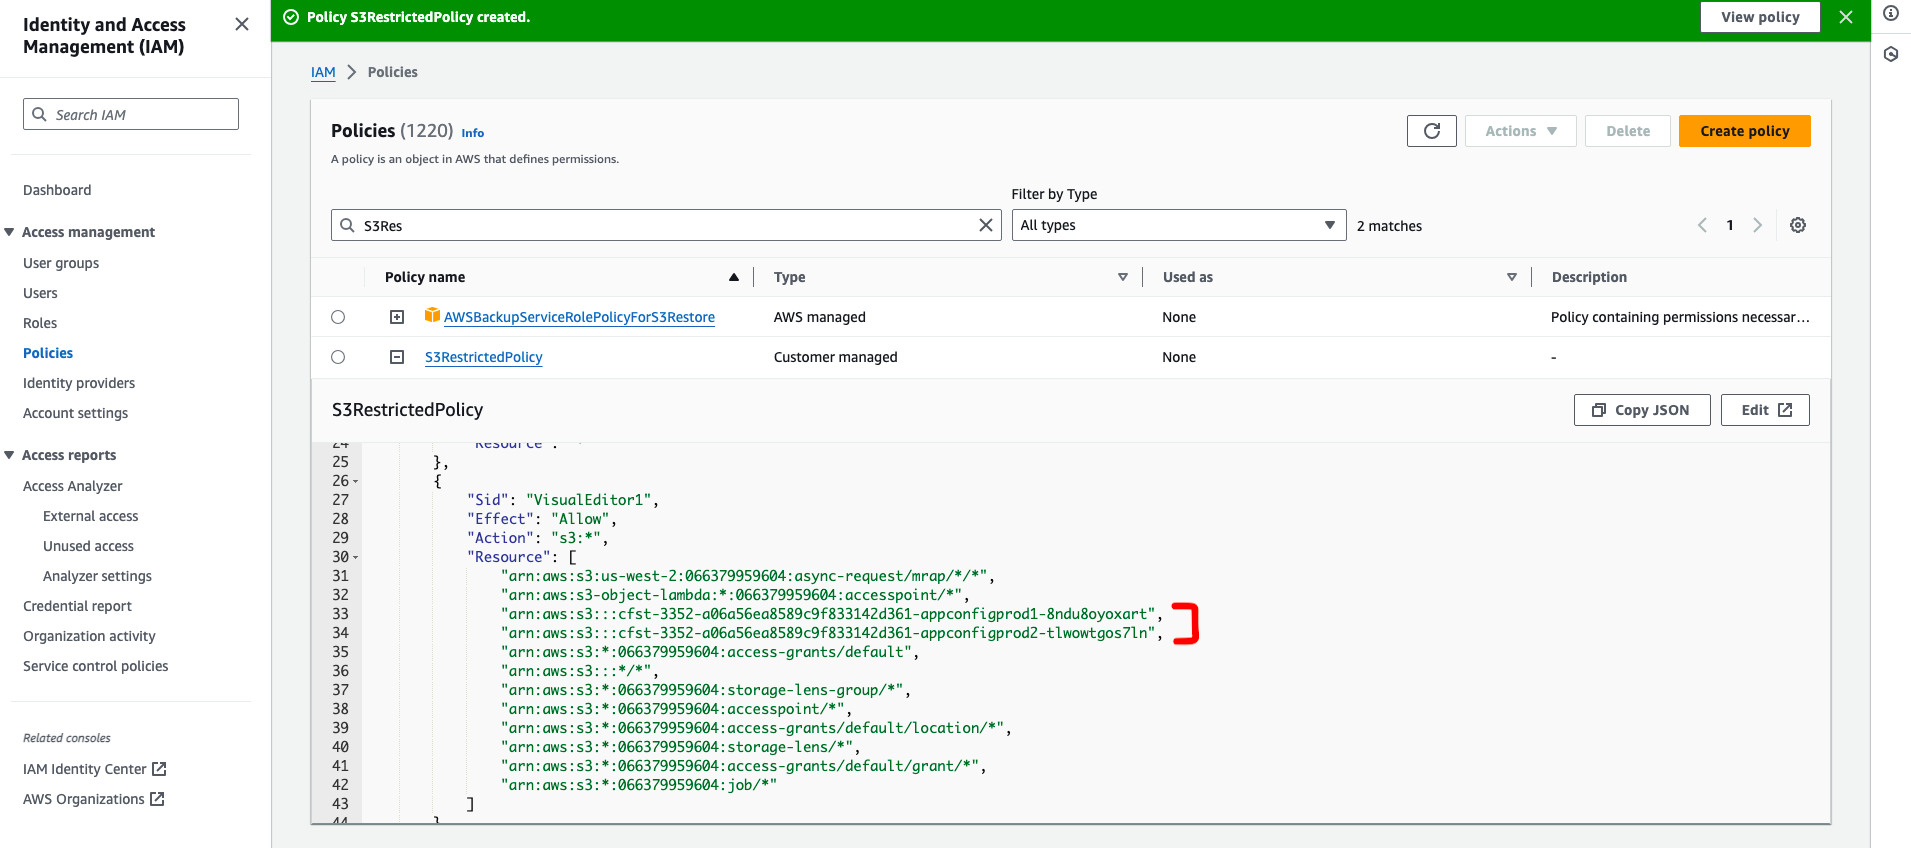 Identity and Access Management (IAM)
Search IAM
Dashboard
Access management
User groups
Users
Roles
Policies
Identity providers
Account settings
Access reports
Access Analyzer
External access
Unused access
Analyzer settings
Credential report
Organization activity
Service control policies
Related consoles
IAM Identity Center
AWS Organizations
Policy S3RestrictedPolicy created.
View policy
IAM > Policies
Policies (1220) Info
A policy is an object in AWS that defines permissions.
Actions
Delete
Create policy
Filter by Type
S3Res
All types
2 matches
1
Policy name Type Used as Description
AWSBackupServiceRolePolicyForS3Restore AWS managed None Policy containing permissions necessar...
S3RestrictedPolicy Customer managed None -
S3RestrictedPolicy
Copy JSON
Edit
24 "Resource":
25 },
26 {
27 "Sid": "VisualEditor1",
28 "Effect": "Allow",
29 "Action": "s3:*",
30 "Resource": [
31 "arn:aws:s3:us-west-2:066379959604:async-request/mrap/*/*",
32 "arn:aws:s3-object-lambda:*:066379959604:accesspoint/*",
33 "arn:aws:s3:::cfst-3352-a06a56ea8589c9f833142d361-appconfigprod1-8ndu8oyoxart",
34 "arn:aws:s3:::cfst-3352-a06a56ea8589c9f833142d361-appconfigprod2-tlwowtgos7ln",
35 "arn:aws:s3:*:066379959604:access-grants/default",
36 "arn:aws:s3:::*/*",
37 "arn:aws:s3:*:066379959604:storage-lens-group/*",
38 "arn:aws:s3:*:066379959604:accesspoint/*",
39 "arn:aws:s3:*:066379959604:access-grants/default/location/*",
40 "arn:aws:s3:*:066379959604:storage-lens/*",
41 "arn:aws:s3:*:066379959604:access-grants/default/grant/*",
42 "arn:aws:s3:*:066379959604:job/*"
43 ]
44 }